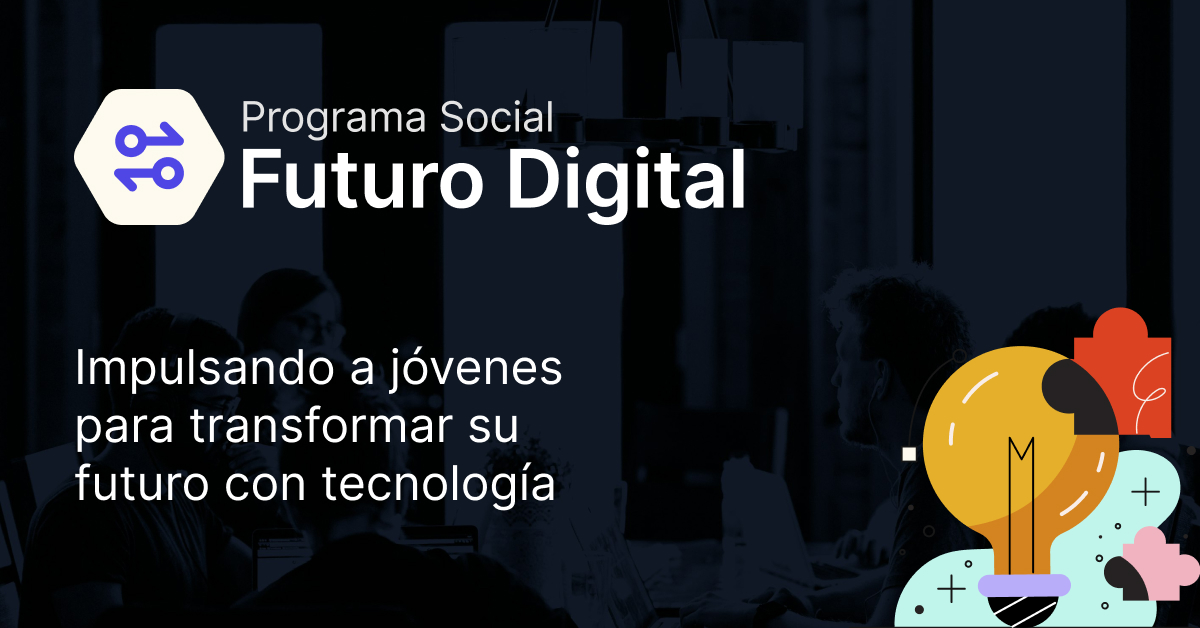 Programa Social
Futuro Digital
Impulsando a jóvenes
para transformar su
futuro con tecnología